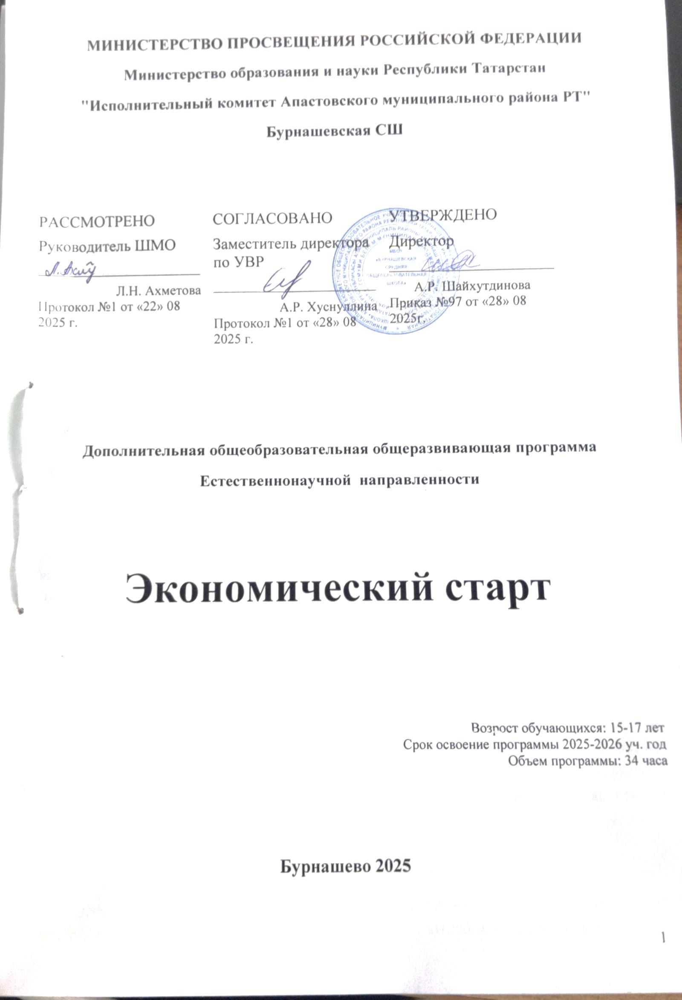 МИНИСТЕРСТВО ПРОСВЕЩЕНИЯ РОССИЙСКОЙ ФЕДЕРАЦИИ
Министерство образования и науки Республики Татарстан
"Исполнительный комитет Апастовского муниципального района РТ"
Бурнашевская СШ
РАССМОТРЕНО
Руководитель ШМО
Л.Н. Ахметова
Протокол №1 от «22» 08
2025 г.
СОГЛАСОВАНО
Заместитель директора
по УВР
А.Р. Хуснуллина
Протокол №1 от «28» 08
2025 г.
УТВЕРЖДЕНО
Директор
А.Р. Шайхутдинова
Приказ №97 от «28» 08
2025г.
МБОУ
«БУРНАШЕВСКАЯ
СРЕДНЯЯ
ОБЩЕОБРАЗОВАТЕЛЬНАЯ
ШКОЛА»
Дополнительная общеобразовательная общеразвивающая программа
Естественнонаучной направленности
Экономический старт
Возрост обучающихся: 15-17 лет
Срок освоение программы 2025-2026 уч. год
Объем программы: 34 часа
Бурнашево 2025
1